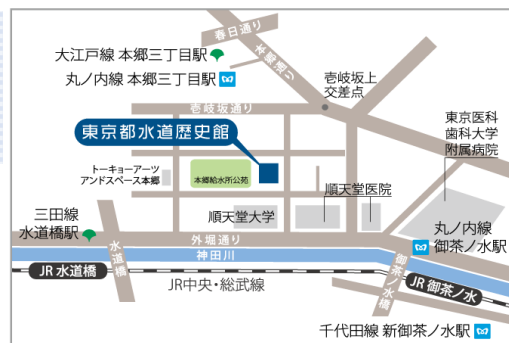 春日通り
大江戸線 本郷三丁目駅
本郷通り
丸ノ内線 本郷三丁目駅
壱岐坂上
交差点
壱岐坂通り
東京医科
歯科大学
附属病院
東京都水道歴史館
トーキョーアーツ
アンドスペース本郷
本郷給水所公苑
順天堂医院
三田線
水道橋駅
順天堂大学
丸ノ内線
御茶ノ水駅
外堀通り
水道橋
神田川
御茶ノ水橋
JR 水道橋
JR中央・総武線
JR 御茶ノ水
千代田線 新御茶ノ水駅